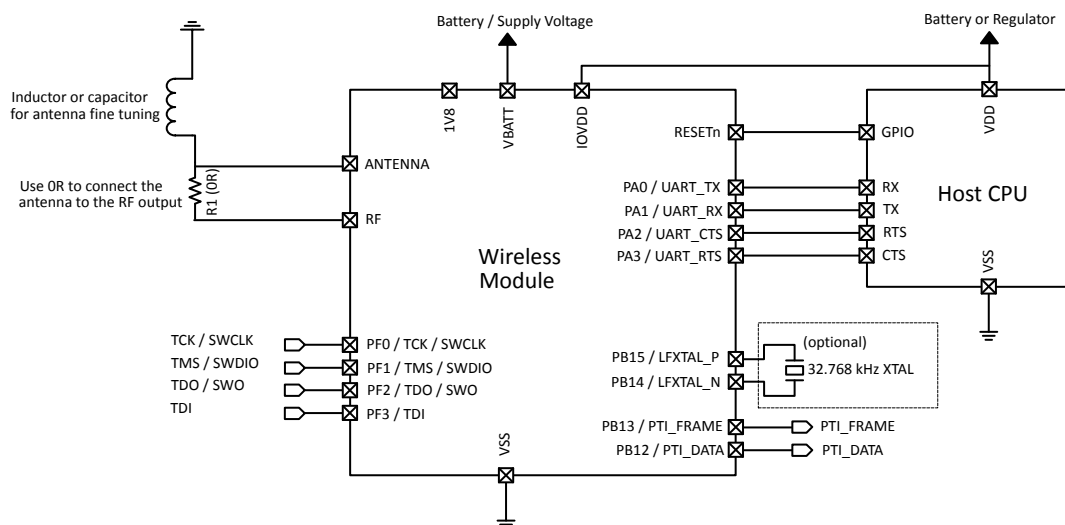 Battery / Supply Voltage
Battery or Regulator
Inductor or capacitor
for antenna fine tuning
1V8
VBATT
IOVDD
VDD
RESETn
GPIO
ANTENNA
Use 0R to connect the
antenna to the RF output
R1 (0R)
RF
PA0 / UART_TX
RX
PA1 / UART_RX
TX
PA2 / UART_CTS
RTS
PA3 / UART_RTS
CTS
Host CPU
VSS
Wireless
Module
TCK / SWCLK
PF0 / TCK / SWCLK
TMS / SWDIO
PF1 / TMS / SWDIO
TDO / SWO
PF2 / TDO / SWO
TDI
PF3 / TDI
PB15 / LFXTAL_P
PB14 / LFXTAL_N
(optional)
32.768 kHz XTAL
PB13 / PTI_FRAME
PTI_FRAME
PB12 / PTI_DATA
PTI_DATA
VSS